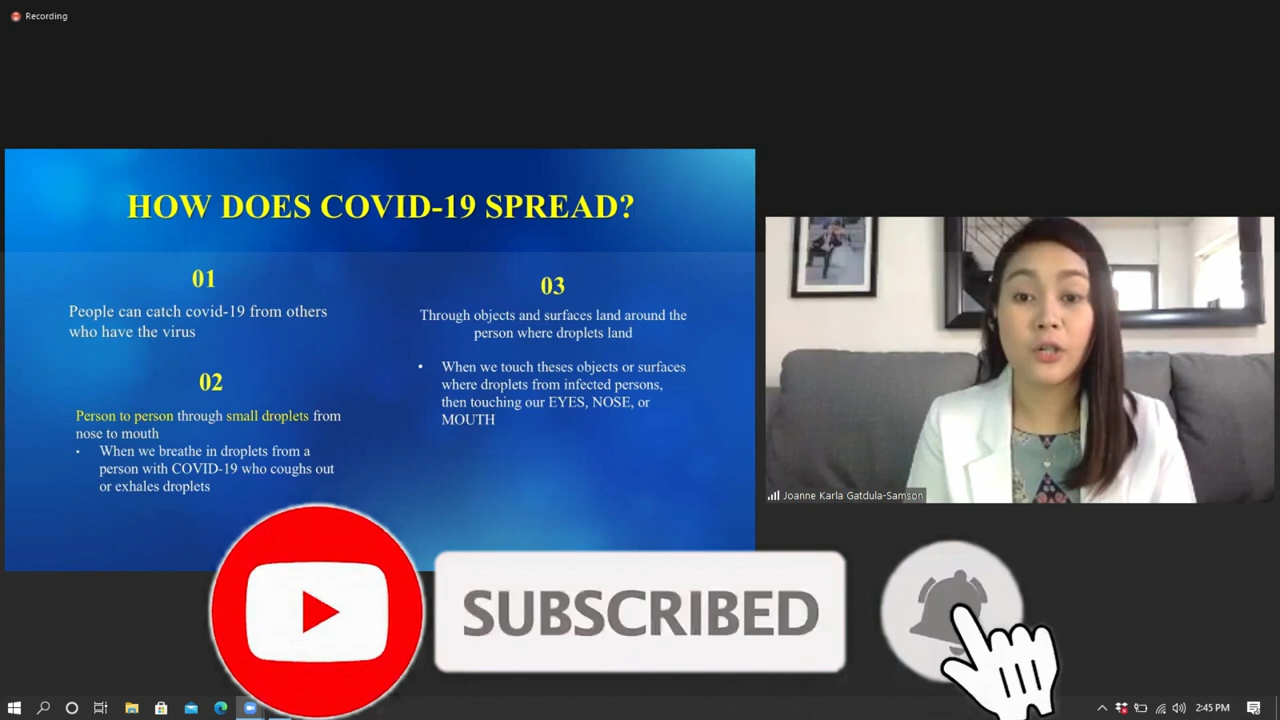 Recording
HOW DOES COVID-19 SPREAD?
01
People can catch covid-19 from others
who have the virus
02
Person to person through small droplets from
nose to mouth
• When we breathe in droplets from a
person with COVID-19 who coughs out
or exhales droplets
03
Through objects and surfaces land around the
person where droplets land
• When we touch theses objects or surfaces
where droplets from infected persons,
then touching our EYES, NOSE, or
MOUTH
Joanne Karla Gatdula-Samson
SUBSCRIBED
2:45 PM